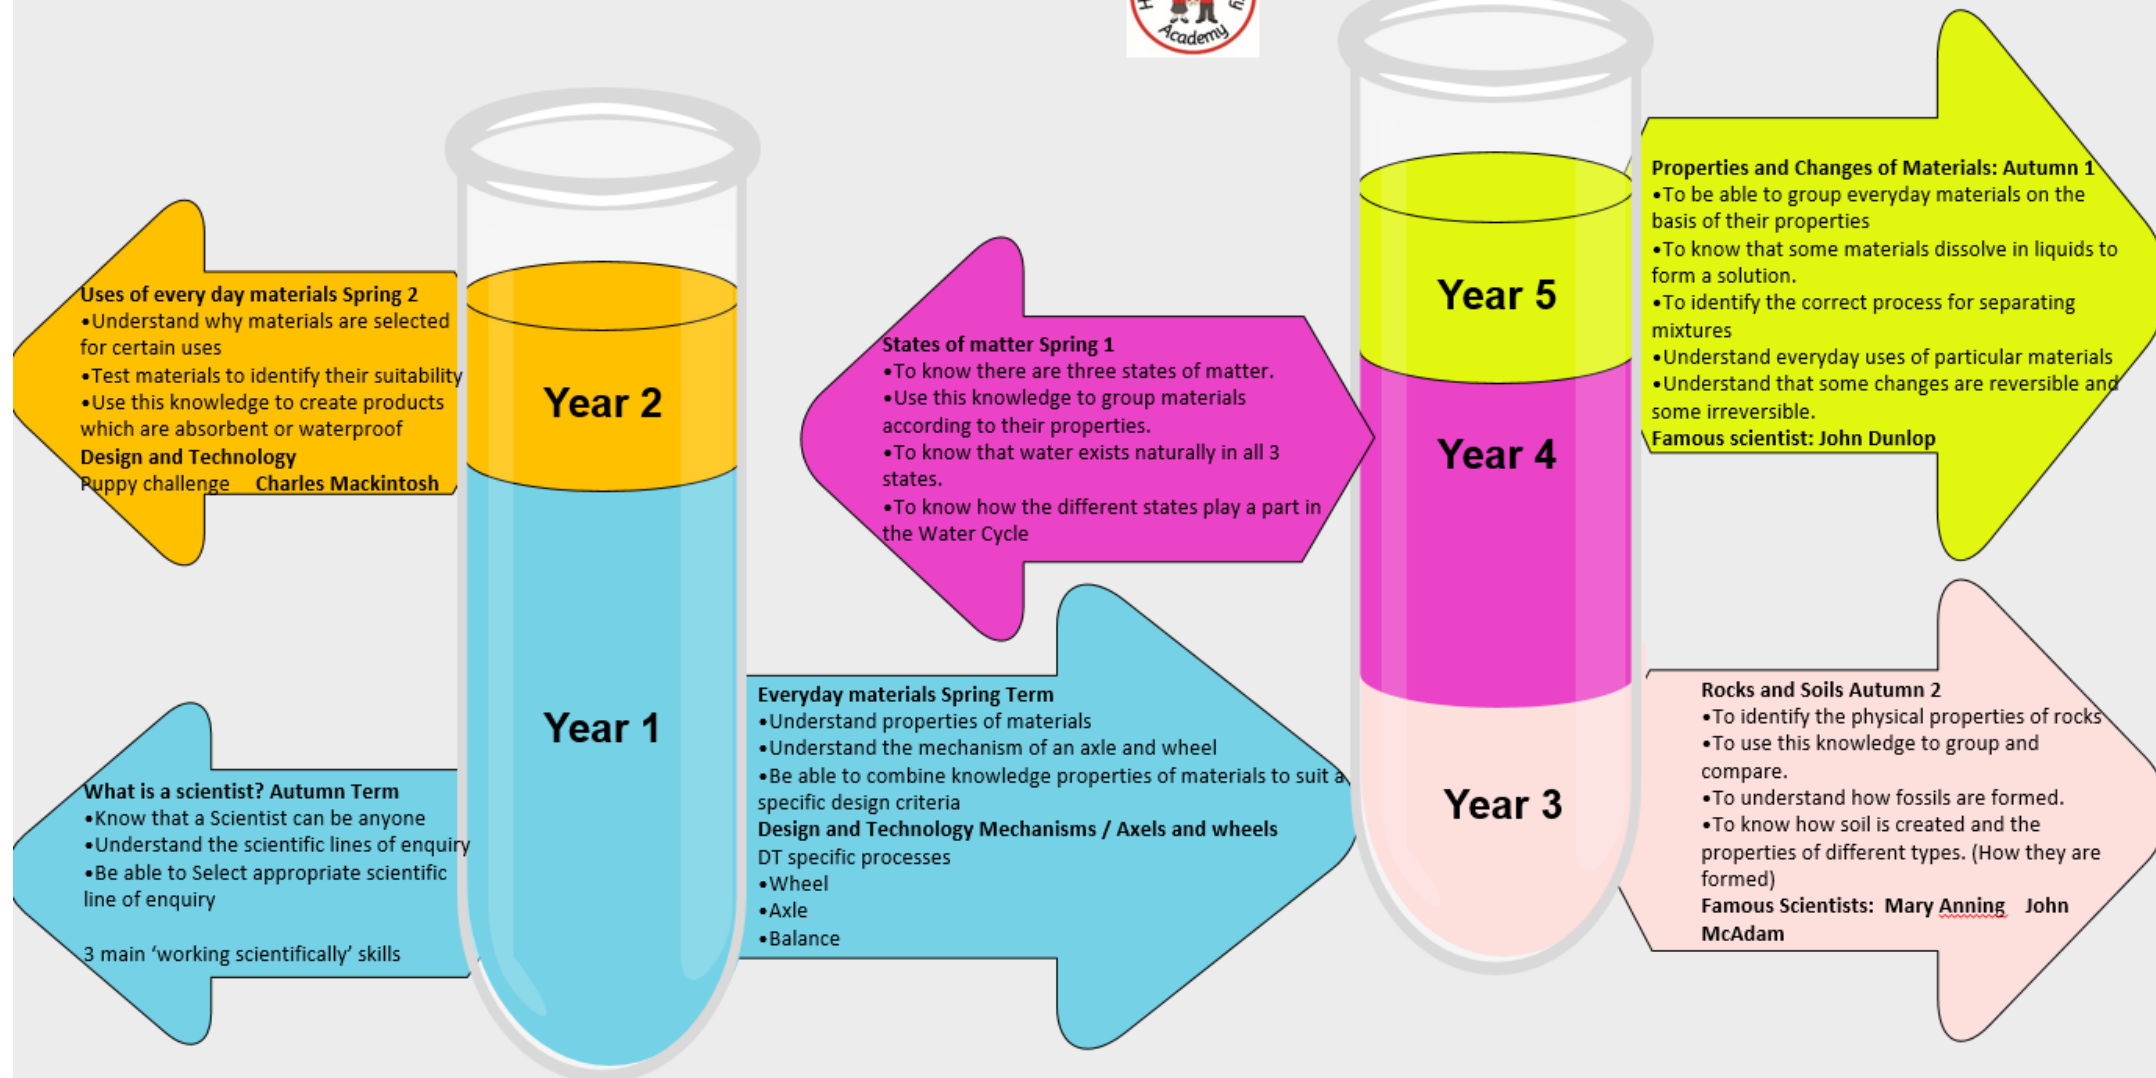 Academy
Uses of every day materials Spring 2
•Understand why materials are selected
for certain uses
•Test materials to identify their suitability
•Use this knowledge to create products
which are absorbent or waterproof
Design and Technology
Puppy challenge Charles Mackintosh
Year 2
Year 1
What is a scientist? Autumn Term
•Know that a Scientist can be anyone
•Understand the scientific lines of enquiry
•Be able to Select appropriate scientific
line of enquiry
3 main ‘working scientifically’ skills
Everyday materials Spring Term
•Understand properties of materials
•Understand the mechanism of an axle and wheel
•Be able to combine knowledge properties of materials to suit a
specific design criteria
Design and Technology Mechanisms / Axels and wheels
DT specific processes
•Wheel
•Axle
•Balance
States of matter Spring 1
•To know there are three states of matter.
•Use this knowledge to group materials
according to their properties.
•To know that water exists naturally in all 3
states.
•To know how the different states play a part in
the Water Cycle
Year 5
Year 4
Year 3
Properties and Changes of Materials: Autumn 1
•To be able to group everyday materials on the
basis of their properties
•To know that some materials dissolve in liquids to
form a solution.
•To identify the correct process for separating
mixtures
•Understand everyday uses of particular materials
•Understand that some changes are reversible and
some irreversible.
Famous scientist: John Dunlop
Rocks and Soils Autumn 2
•To identify the physical properties of rocks
•To use this knowledge to group and
compare.
•To understand how fossils are formed.
•To know how soil is created and the
properties of different types. (How they are
formed)
Famous Scientists: Mary Anning John
McAdam